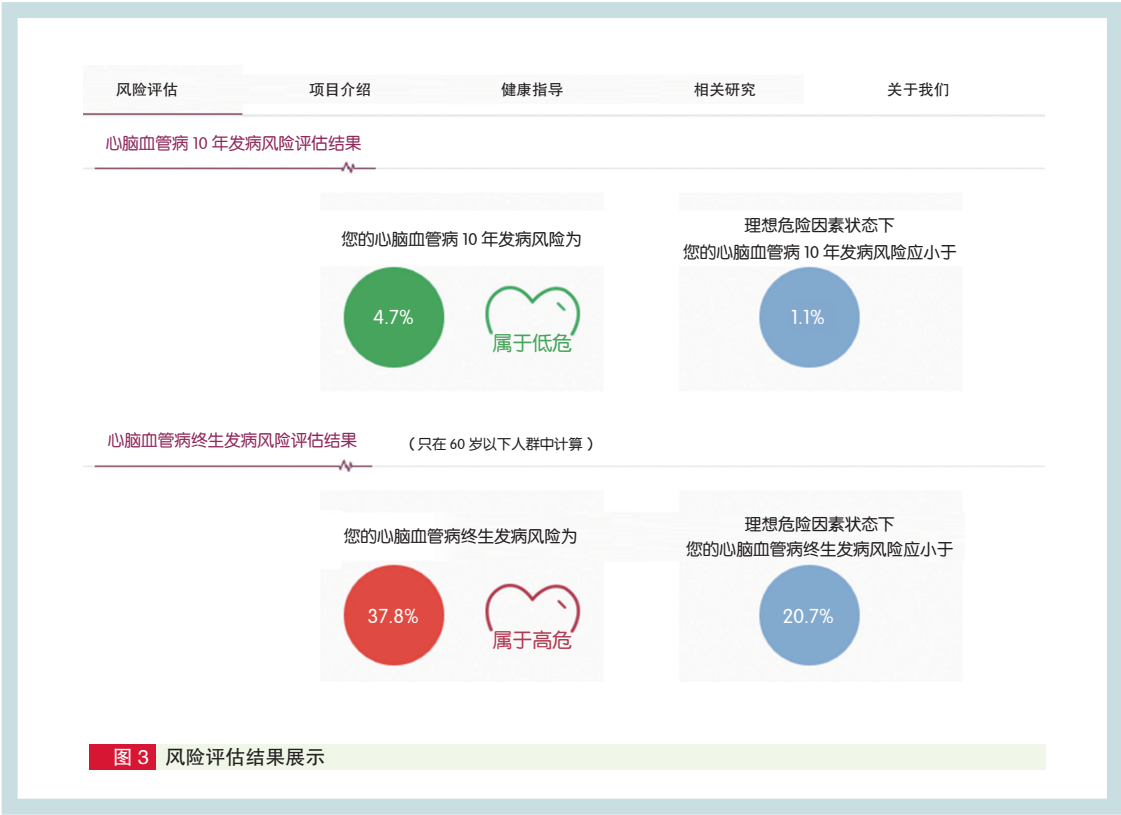 风险评估 项目介绍 健康指导 相关研究 关于我们
心脑血管病 10 年发病风险评估结果
您的心脑血管病 10 年发病风险为
理想危险因素状态下
您的心脑血管病 10 年发病风险应小于
4.7%
属于低危
1.1%
心脑血管病终生发病风险评估结果 （只在 60 岁以下人群中计算）
您的心脑血管病终生发病风险为
理想危险因素状态下
您的心脑血管病终生发病风险应小于
37.8%
属于高危
20.7%
图 3 风险评估结果展示